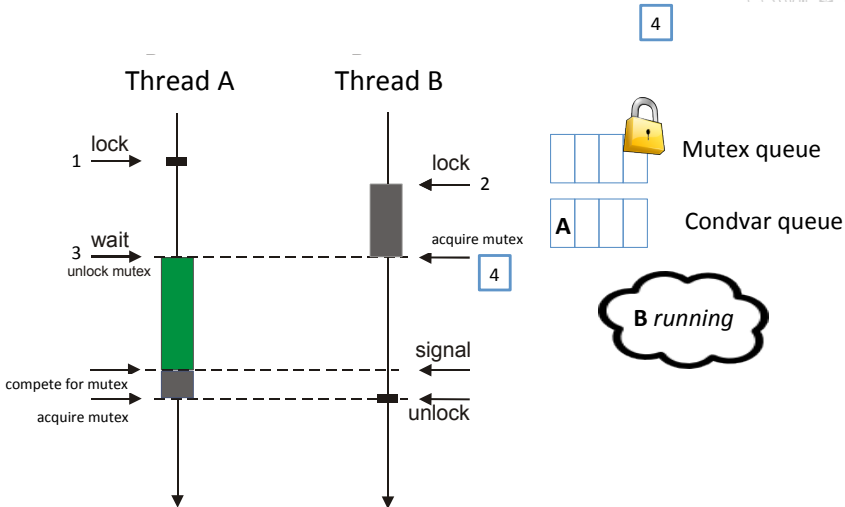 4
Thread A
Thread B
lock
1
lock
2
Mutex queue
A
Condvar queue
wait
3
unlock mutex
acquire mutex
4
B running
signal
compete for mutex
acquire mutex
unlock